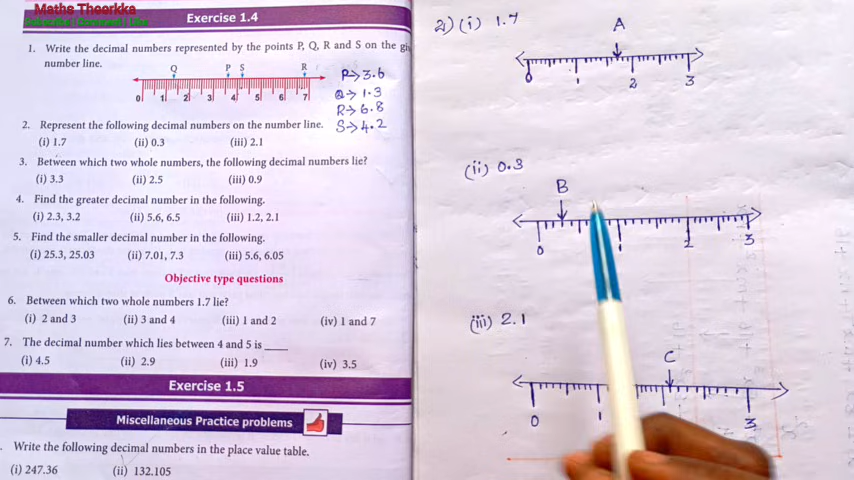 Maths Theorkka
Subscribe | Comment | Like
Exercise 1.4
1. Write the decimal numbers represented by the points P, Q, R and S on the gi
number line.
Q P S R
0 1 2 3 4 5 6 7
P→3.6
Q→1.3
R→6.8
S→4.2
2. Represent the following decimal numbers on the number line.
(i) 1.7 (ii) 0.3 (iii) 2.1
3. Between which two whole numbers, the following decimal numbers lie?
(i) 3.3 (ii) 2.5 (iii) 0.9
4. Find the greater decimal number in the following.
(i) 2.3, 3.2 (ii) 5.6, 6.5 (iii) 1.2, 2.1
5. Find the smaller decimal number in the following.
(i) 25.3, 25.03 (ii) 7.01, 7.3 (iii) 5.6, 6.05
Objective type questions
6. Between which two whole numbers 1.7 lie?
(i) 2 and 3 (ii) 3 and 4 (iii) 1 and 2 (iv) 1 and 7
7. The decimal number which lies between 4 and 5 is ____
(i) 4.5 (ii) 2.9 (iii) 1.9 (iv) 3.5
Exercise 1.5
Miscellaneous Practice problems
. Write the following decimal numbers in the place value table.
(i) 247.36 (ii) 132.105
2) (i) 1.7
A
0 1 2 3
(ii) 0.3
B
0 1 2 3
(iii) 2.1
C
0 1 3